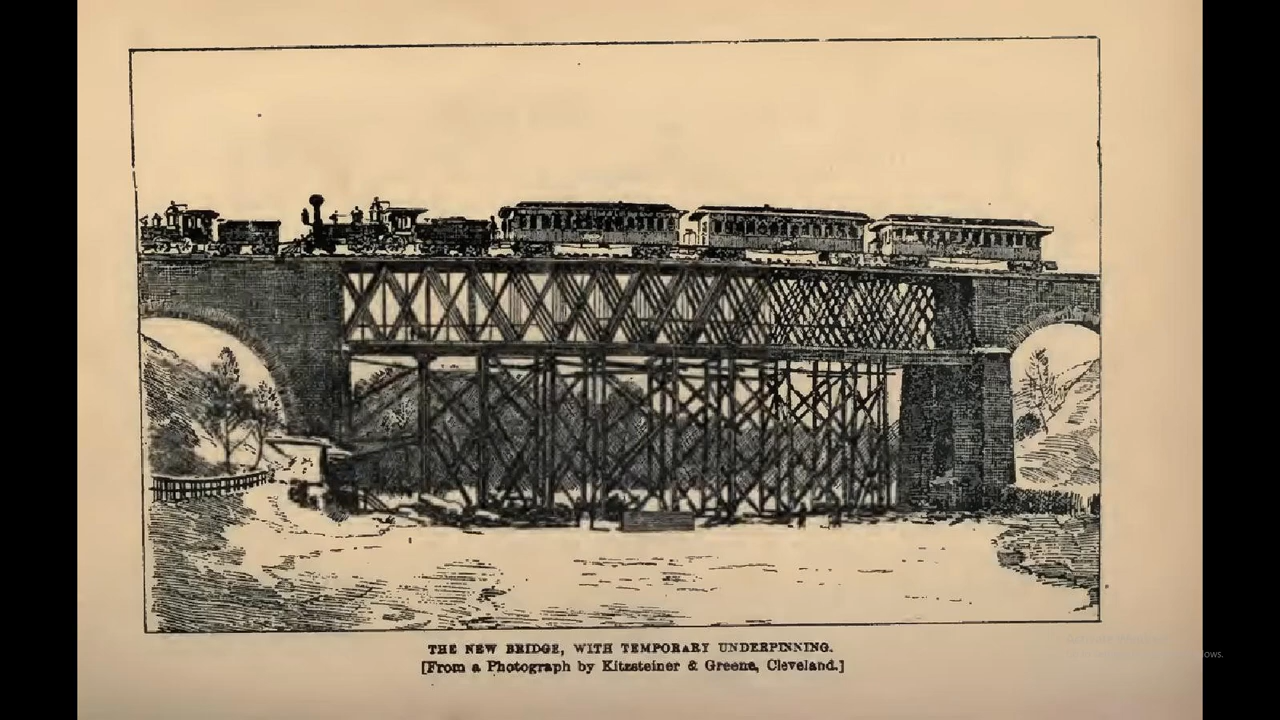 THE NEW BRIDGE, WITH TEMPORARY UNDERPINNING.
[From a Photograph by Kitzsteiner & Greene, Cleveland.]